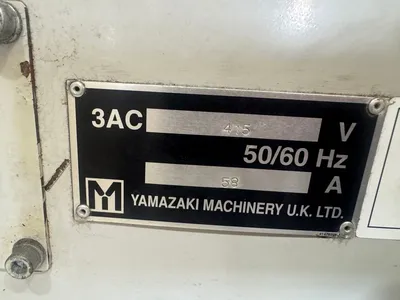 3AC 415 V
50/60 Hz
58 A
YAMAZAKI MACHINERY U.K. LTD.